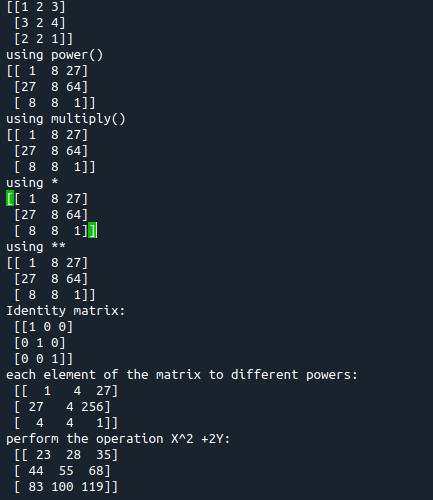 [[1 2 3]
 [3 2 4]
 [2 2 1]]
using power()
[[ 1  8 27]
 [27  8 64]
 [ 8  8  1]]
using multiply()
[[ 1  8 27]
 [27  8 64]
 [ 8  8  1]]
using *
[[ 1  8 27]
 [27  8 64]
 [ 8  8  1]]
using **
[[ 1  8 27]
 [27  8 64]
 [ 8  8  1]]
Identity matrix:
 [[1 0 0]
 [0 1 0]
 [0 0 1]]
each element of the matrix to different powers:
 [[  1   4  27]
 [ 27   4 256]
 [  4   4   1]]
perform the operation X^2 +2Y:
 [[ 23  28  35]
 [ 44  55  68]
 [ 83 100 119]]